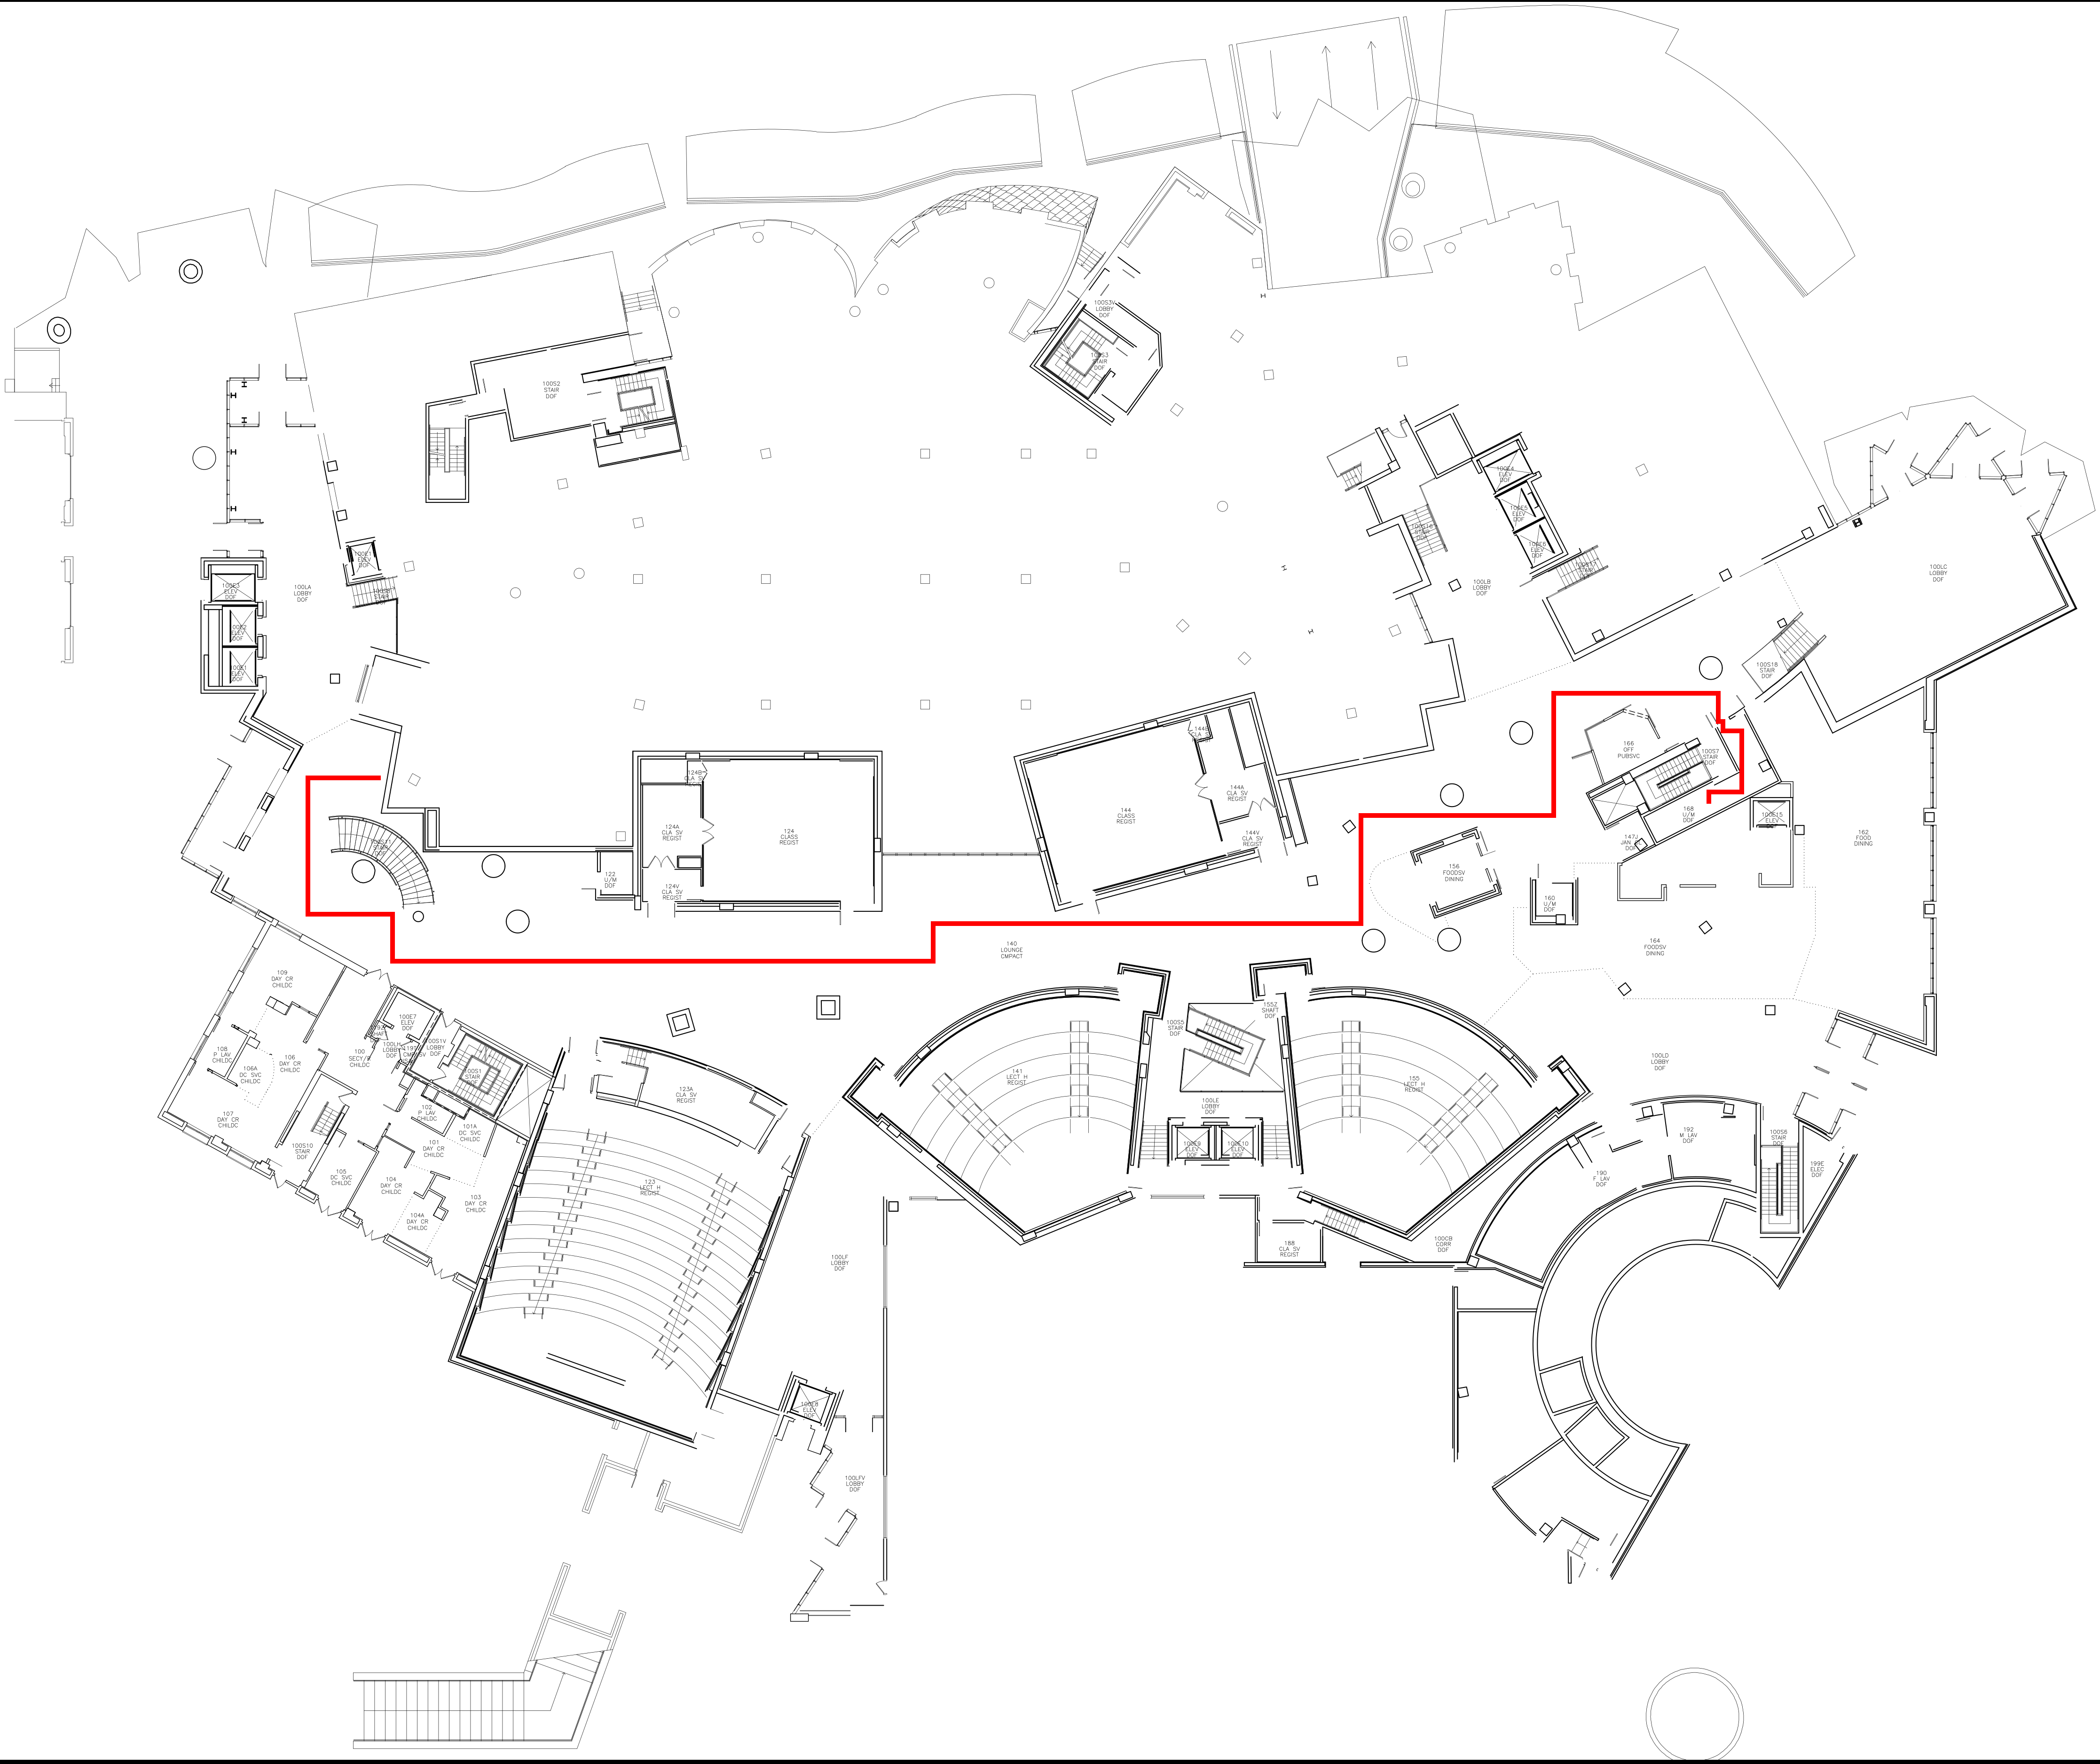 100S3V
LOBBY
DOF
100S3
STAIR
DOF
100S2
STAIR
DOF
100E4
ELEV
DOF
100E5
ELEV
DOF
100E6
ELEV
DOF
STAIR
DOF
STAIR
ELEV
DOF
100E3
ELEV
DOF
100LA
LOBBY
DOF
100LB
LOBBY
DOF
100LC
LOBBY
DOF
100E2
ELEV
DOF
100E1
ELEV
DOF
100S18
STAIR
DOF
166
OFF
PUBSVC
100S7
STAIR
DOF
124B
CLA SV
124
CLASS
REGIST
124A
CLA SV
REGIST
124V
CLA SV
REGIST
122
U/M
DOF
100S11
STAIR
DOF
144
CLASS
REGIST
144A
CLA SV
REGIST
144V
CLA SV
REGIST
168
U/M
DOF
100E15
ELEV
147J
JAN
DOF
162
FOOD
DINING
156
FOODSV
DINING
160
U/M
DOF
164
FOODSV
DINING
140
LOUNGE
CMPACT
109
DAY CR
CHILDC
100E7
ELEV
DOF
100LH
LOBBY
DOF
100S1V
LOBBY
DOF
100S1
STAIR
DOF
108
P LAV
CHILDC
106
DAY CR
CHILDC
106A
DC SVC
CHILDC
100
SECY/R
CHILDC
107
DAY CR
CHILDC
102
P LAV
CHILDC
101A
DC SVC
CHILDC
101
DAY CR
CHILDC
100S10
STAIR
DOF
105
DC SVC
CHILDC
104
DAY CR
CHILDC
103
DAY CR
CHILDC
104A
DAY CR
CHILDC
123A
CLA SV
REGIST
123
LECT H
REGIST
141
LECT H
REGIST
100S5
STAIR
DOF
155Z
SHAFT
DOF
155
LECT H
REGIST
100LE
LOBBY
DOF
100E9
ELEV
DOF
100E10
ELEV
DOF
100LD
LOBBY
DOF
192
M LAV
DOF
190
F LAV
DOF
100S6
STAIR
DOF
199E
ELEC
DOF
188
CLA SV
REGIST
100CB
CORR
DOF
100LF
LOBBY
DOF
100E8
ELEV
DOF
100LFV
LOBBY
DOF